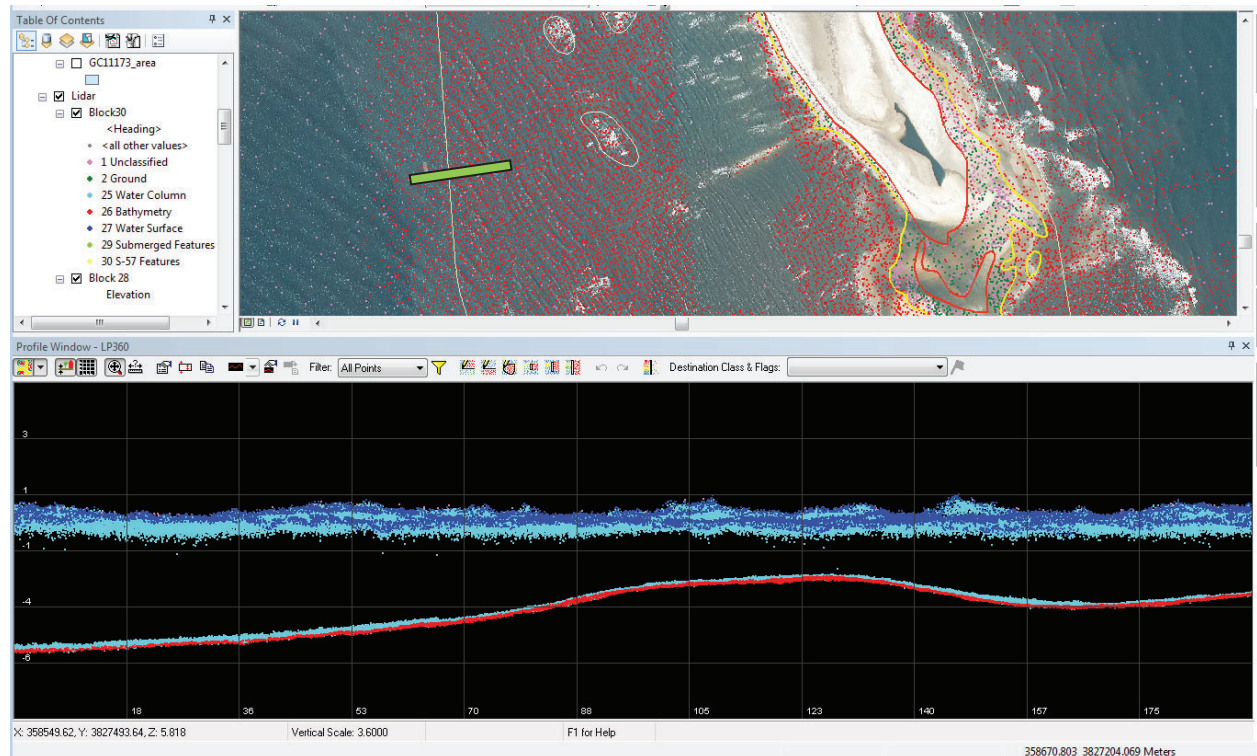 Table Of Contents
GC11173_area
Lidar
Block30
<Heading>
<all other values>
1 Unclassified
2 Ground
25 Water Column
26 Bathymetry
27 Water Surface
29 Submerged Features
30 S-57 Features
Block 28
Elevation
Profile Window - LP360
Filter: All Points
Destination Class & Flags:
3
1
-1
-4
-6
18 36 53 70 88 105 123 140 157 175
X: 358549.62, Y: 3827493.64, Z: 5.818 Vertical Scale: 3.6000 F1 for Help
358670.803 3827204.069 Meters